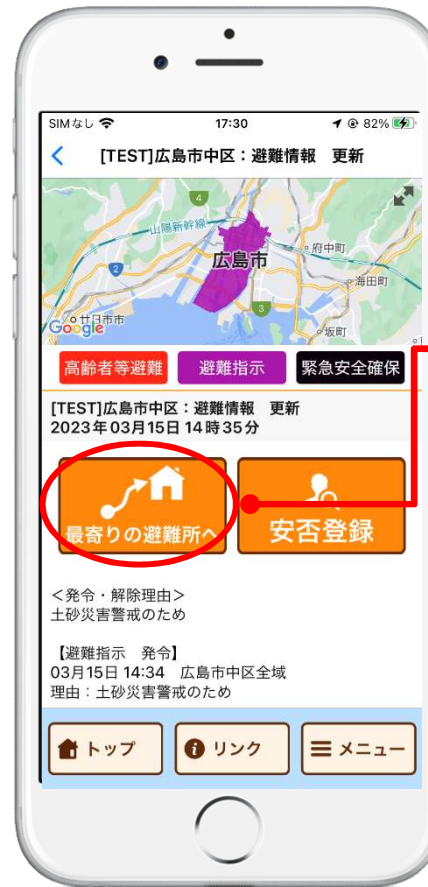 SIMなし 17:30 82%
[TEST]広島市中区：避難情報　更新
4
山陽新幹線
2
広島市
府中町
海田町
3
廿日市市
Google
坂町
高齢者等避難 避難指示 緊急安全確保
[TEST]広島市中区：避難情報　更新
2023年03月15日 14時35分
最寄りの避難所へ 安否登録
＜発令・解除理由＞
土砂災害警戒のため
【避難指示　発令】
03月15日 14:34　広島市中区全域
理由：土砂災害警戒のため
トップ リンク メニュー